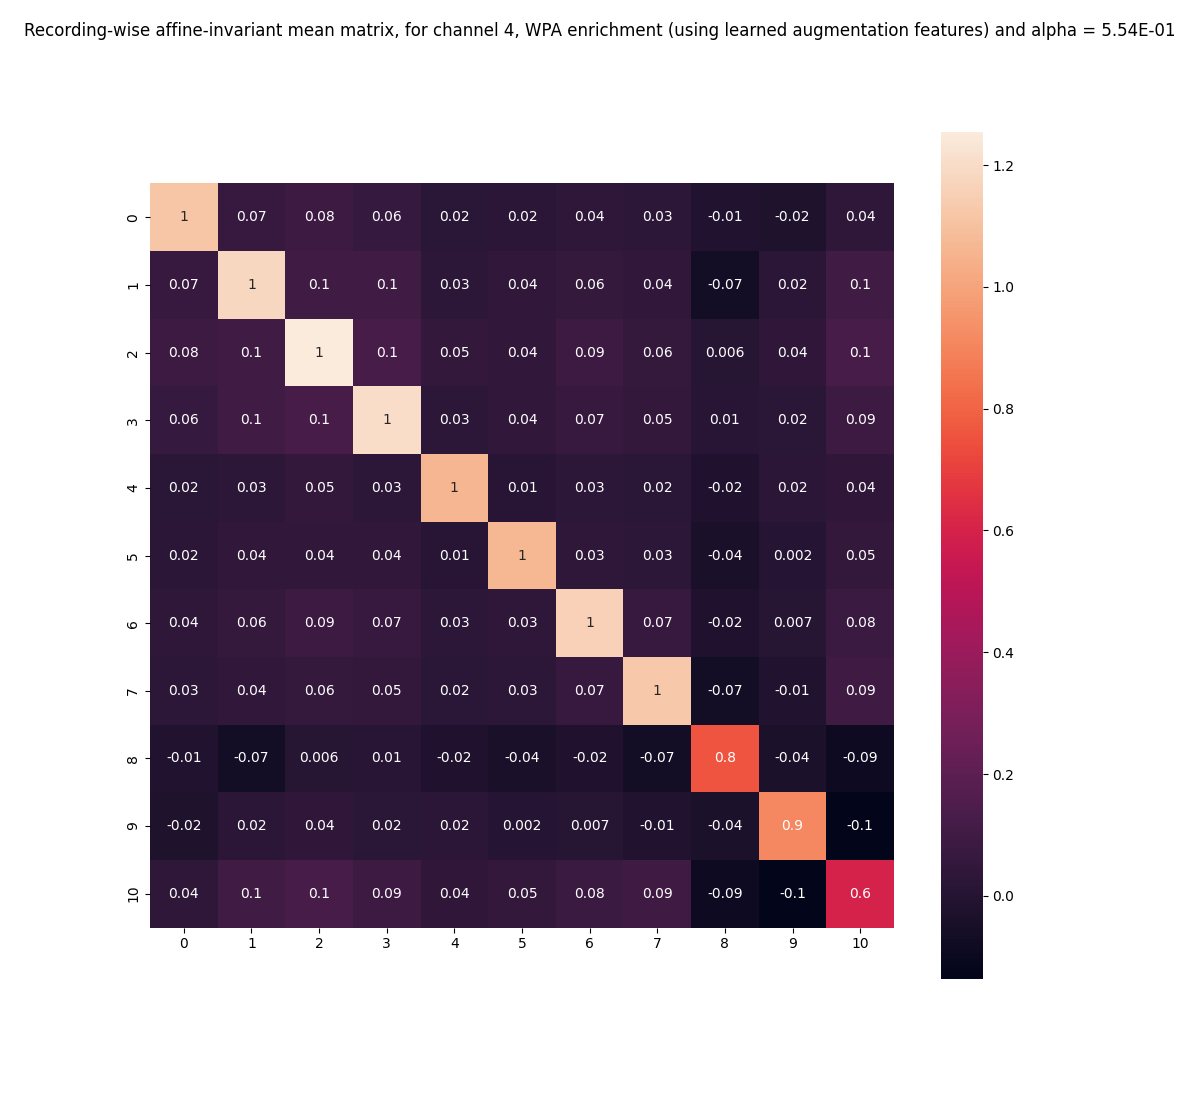 Recording-wise affine-invariant mean matrix, for channel 4, WPA enrichment (using learned augmentation features) and alpha = 5.54E-01
0 1 0.07 0.08 0.06 0.02 0.02 0.04 0.03 -0.01 -0.02 0.04
1 0.07 1 0.1 0.1 0.03 0.04 0.06 0.04 -0.07 0.02 0.1
2 0.08 0.1 1 0.1 0.05 0.04 0.09 0.06 0.006 0.04 0.1
3 0.06 0.1 0.1 1 0.03 0.04 0.07 0.05 0.01 0.02 0.09
4 0.02 0.03 0.05 0.03 1 0.01 0.03 0.02 -0.02 0.02 0.04
5 0.02 0.04 0.04 0.04 0.01 1 0.03 0.03 -0.04 0.002 0.05
6 0.04 0.06 0.09 0.07 0.03 0.03 1 0.07 -0.02 0.007 0.08
7 0.03 0.04 0.06 0.05 0.02 0.03 0.07 1 -0.07 -0.01 0.09
8 -0.01 -0.07 0.006 0.01 -0.02 -0.04 -0.02 -0.07 0.8 -0.04 -0.09
9 -0.02 0.02 0.04 0.02 0.02 0.002 0.007 -0.01 -0.04 0.9 -0.1
10 0.04 0.1 0.1 0.09 0.04 0.05 0.08 0.09 -0.09 -0.1 0.6
0 1 2 3 4 5 6 7 8 9 10
1.2
1.0
0.8
0.6
0.4
0.2
0.0